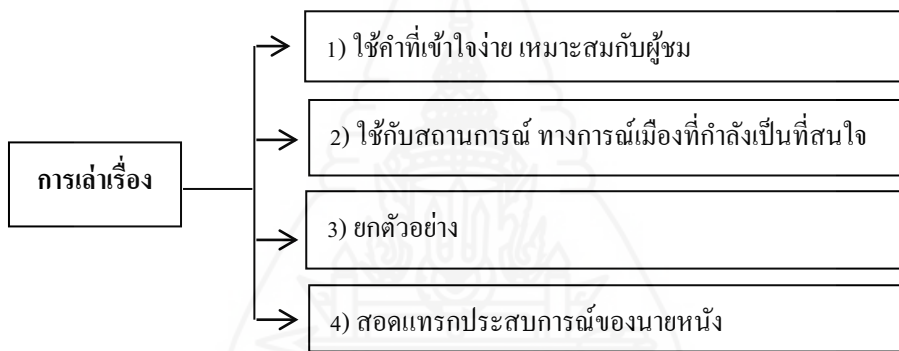 1) ใช้คำที่เข้าใจง่าย เหมาะสมกับผู้ชม
2) ใช้กับสถานการณ์ ทางการณ์เมืองที่กำลังเป็นที่สนใจ
การเล่าเรื่อง
3) ยกตัวอย่าง
4) สอดแทรกประสบการณ์ของนายหนัง